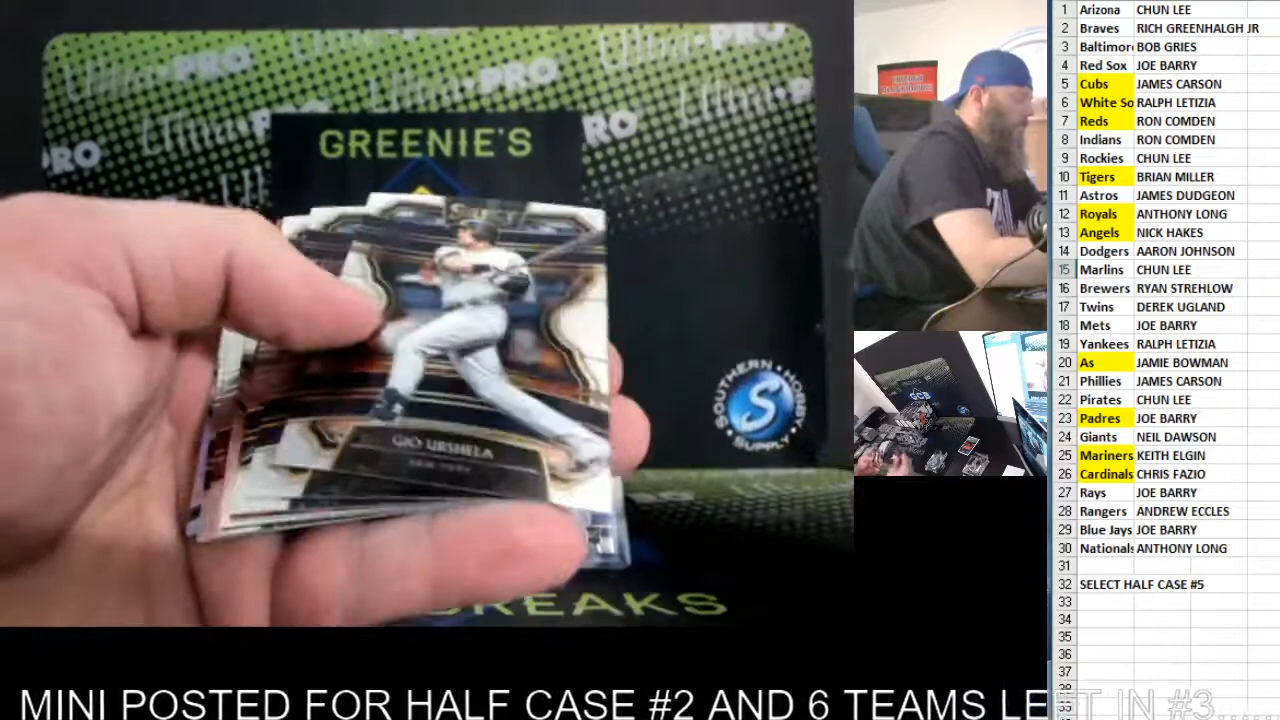 Ultra•PRO
Ultra•PRO
Ultra•PRO
PRO
GREENIE'S
SELECT
GIO URSHELA
NEW YORK
BREAKS
SOUTHERN HOBBY SUPPLY
S
1 Arizona CHUN LEE
2 Braves RICH GREENHALGH JR
3 Baltimor BOB GRIES
4 Red Sox JOE BARRY
5 Cubs JAMES CARSON
6 White So RALPH LETIZIA
7 Reds RON COMDEN
8 Indians RON COMDEN
9 Rockies CHUN LEE
10 Tigers BRIAN MILLER
11 Astros JAMES DUDGEON
12 Royals ANTHONY LONG
13 Angels NICK HAKES
14 Dodgers AARON JOHNSON
15 Marlins CHUN LEE
16 Brewers RYAN STREHLOW
17 Twins DEREK UGLAND
18 Mets JOE BARRY
19 Yankees RALPH LETIZIA
20 As JAMIE BOWMAN
21 Phillies JAMES CARSON
22 Pirates CHUN LEE
23 Padres JOE BARRY
24 Giants NEIL DAWSON
25 Mariners KEITH ELGIN
26 Cardinals CHRIS FAZIO
27 Rays JOE BARRY
28 Rangers ANDREW ECCLES
29 Blue Jays JOE BARRY
30 Nationals ANTHONY LONG
31
32 SELECT HALF CASE #5
33
34
35
36
37
MINI POSTED FOR HALF CASE #2 AND 6 TEAMS LEFT IN #3......